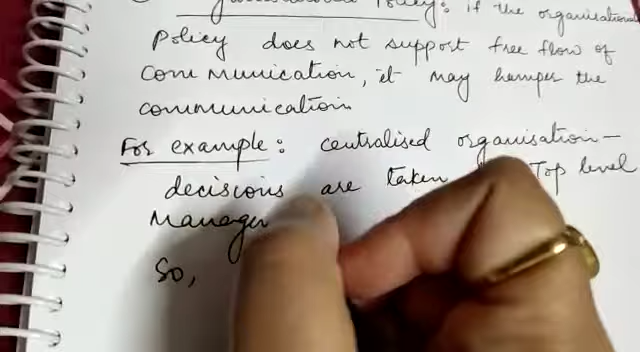 Policy: if the organisational
Policy does not support free flow of
communication, it may hamper the
communication.
For example: centralised organisation—
decisions are taken Top level
Manager
So,